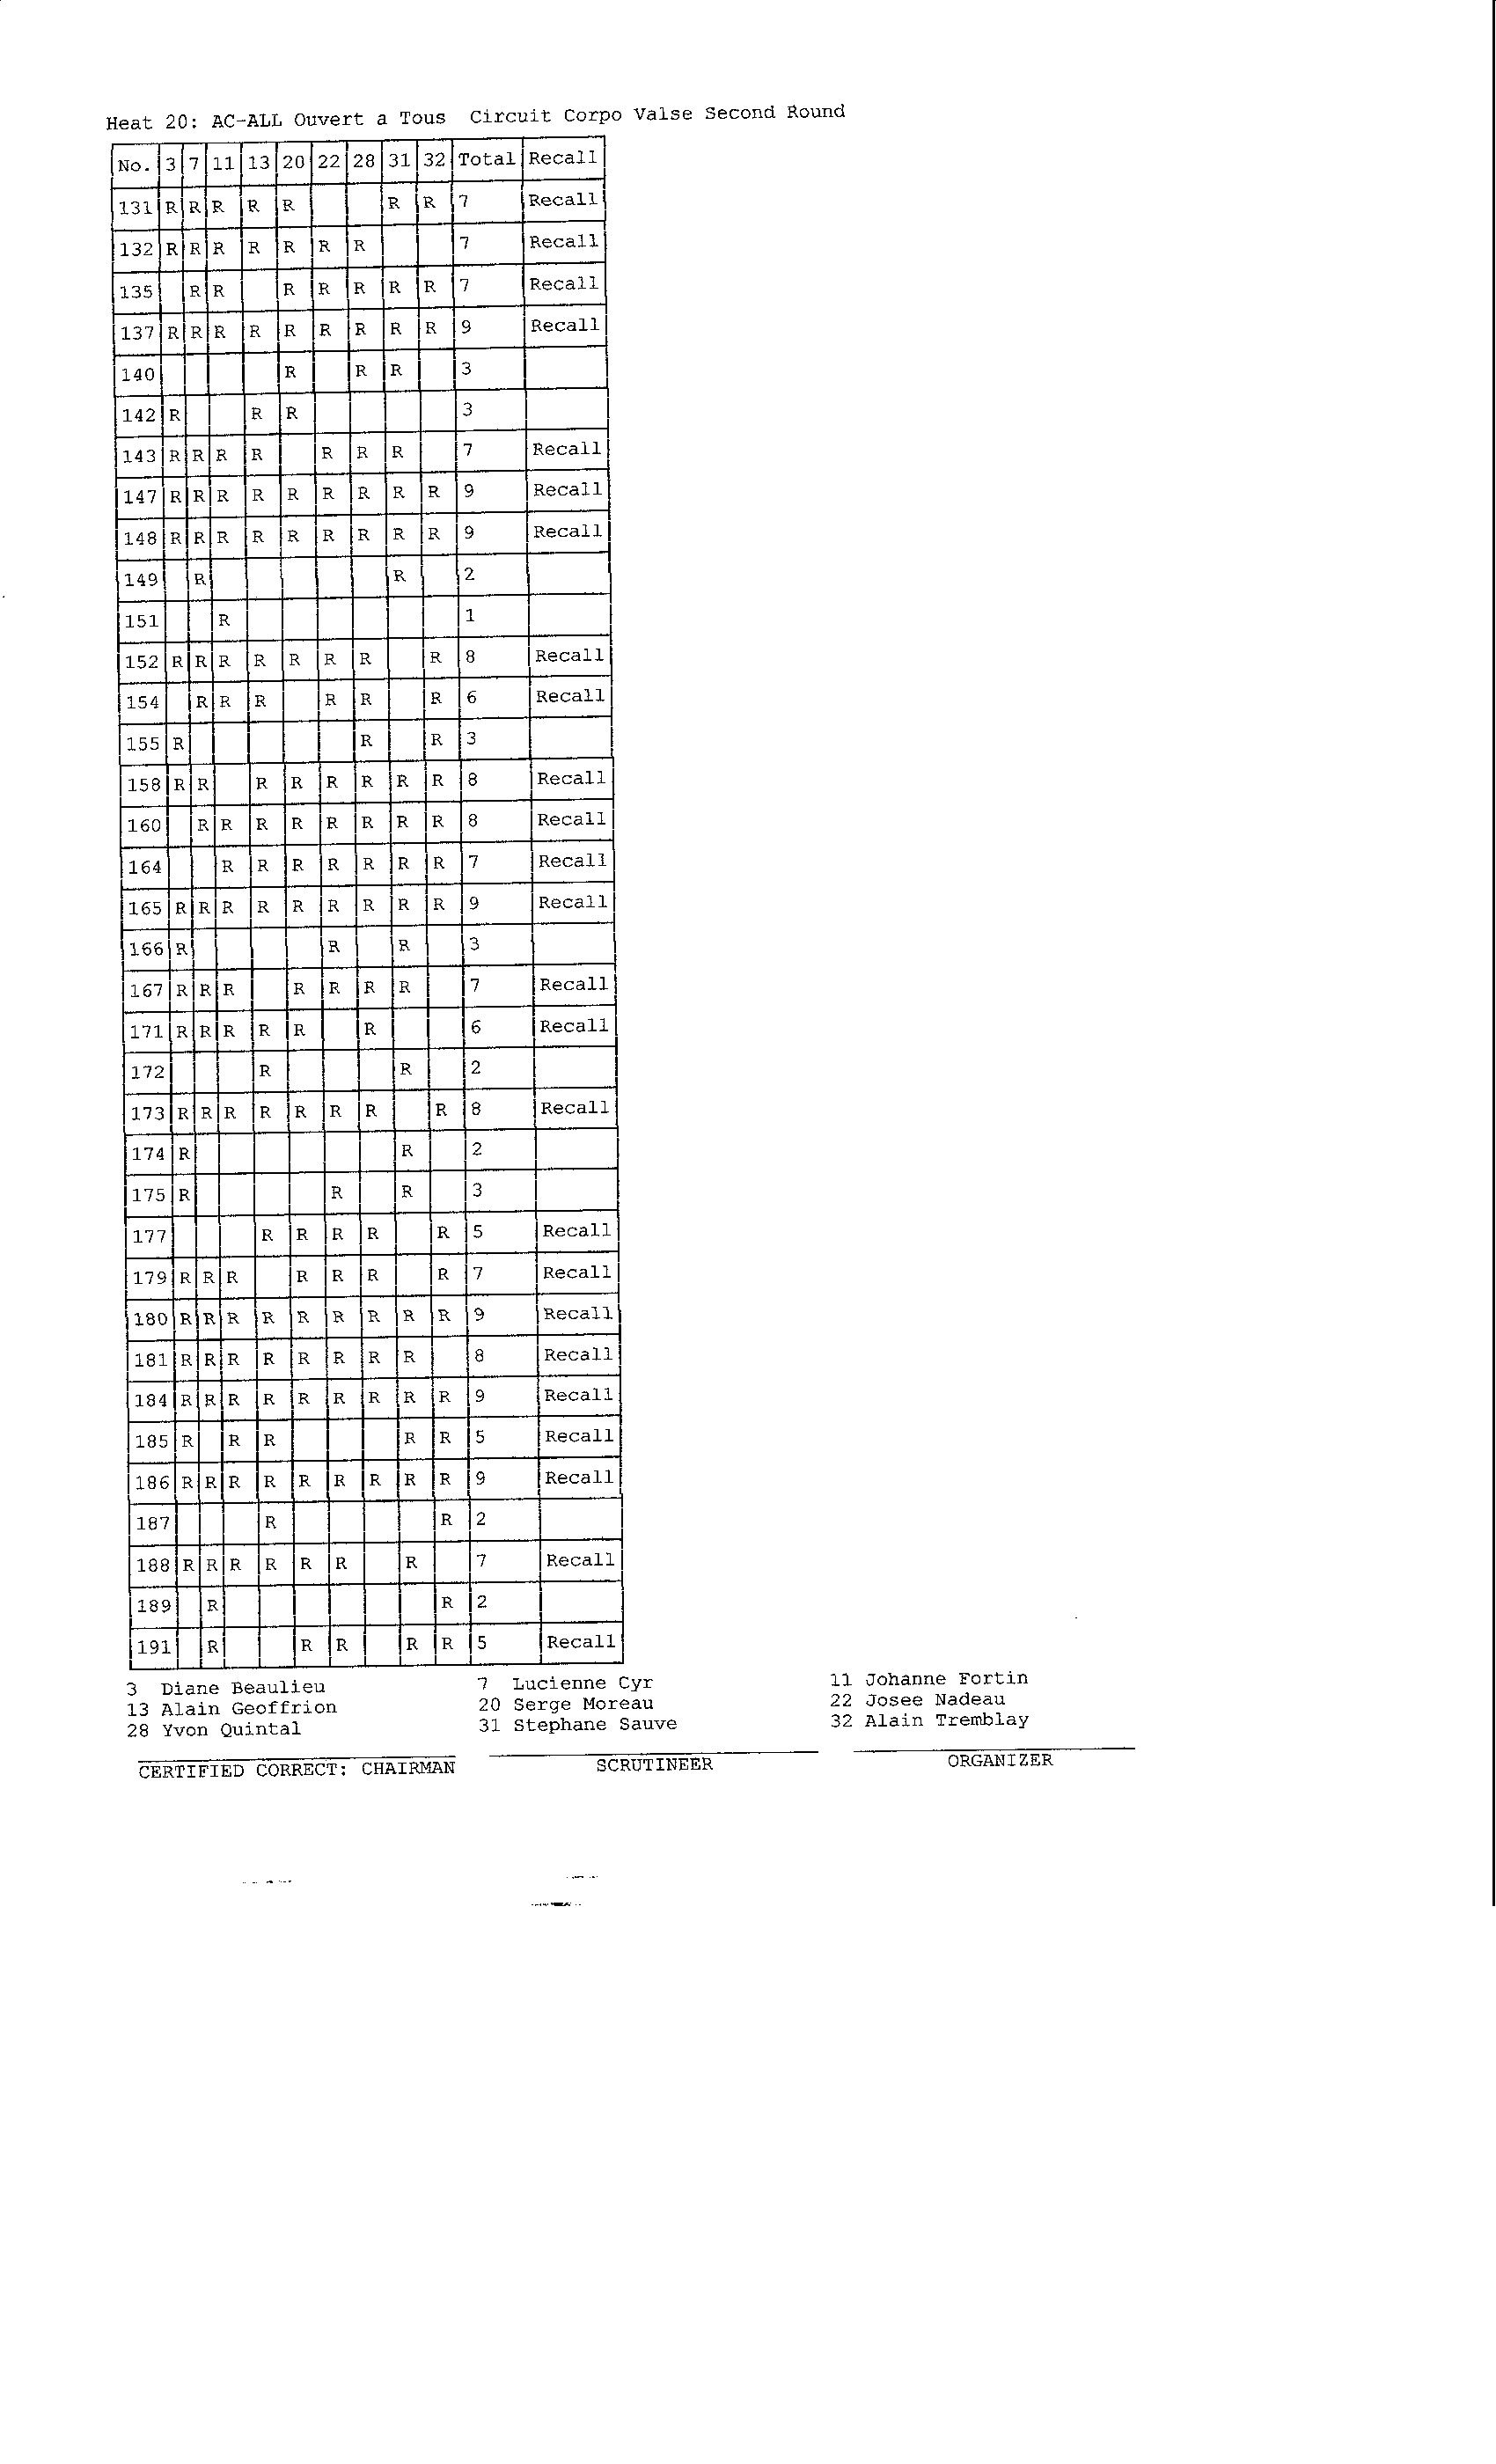 Heat 20: AC-ALL Ouvert a Tous Circuit Corpo Valse Second Round
No. 3 7 11 13 20 22 28 31 32 Total Recall
131 R R R R R R R 7 Recall
132 R R R R R R R 7 Recall
135 R R R R R R R 7 Recall
137 R R R R R R R R R 9 Recall
140 R R R 3
142 R R R 3
143 R R R R R R R 7 Recall
147 R R R R R R R R R 9 Recall
148 R R R R R R R R R 9 Recall
149 R R 2
151 R 1
152 R R R R R R R R 8 Recall
154 R R R R R R 6 Recall
155 R R R 3
158 R R R R R R R R 8 Recall
160 R R R R R R R R 8 Recall
164 R R R R R R R 7 Recall
165 R R R R R R R R R 9 Recall
166 R R R 3
167 R R R R R R R 7 Recall
171 R R R R R R 6 Recall
172 R R 2
173 R R R R R R R R 8 Recall
174 R R 2
175 R R R 3
177 R R R R R 5 Recall
179 R R R R R R R 7 Recall
180 R R R R R R R R R 9 Recall
181 R R R R R R R R 8 Recall
184 R R R R R R R R R 9 Recall
185 R R R R R 5 Recall
186 R R R R R R R R R 9 Recall
187 R R 2
188 R R R R R R R 7 Recall
189 R R 2
191 R R R R R 5 Recall
3 Diane Beaulieu 7 Lucienne Cyr 11 Johanne Fortin
13 Alain Geoffrion 20 Serge Moreau 22 Josee Nadeau
28 Yvon Quintal 31 Stephane Sauve 32 Alain Tremblay
CERTIFIED CORRECT: CHAIRMAN SCRUTINEER ORGANIZER